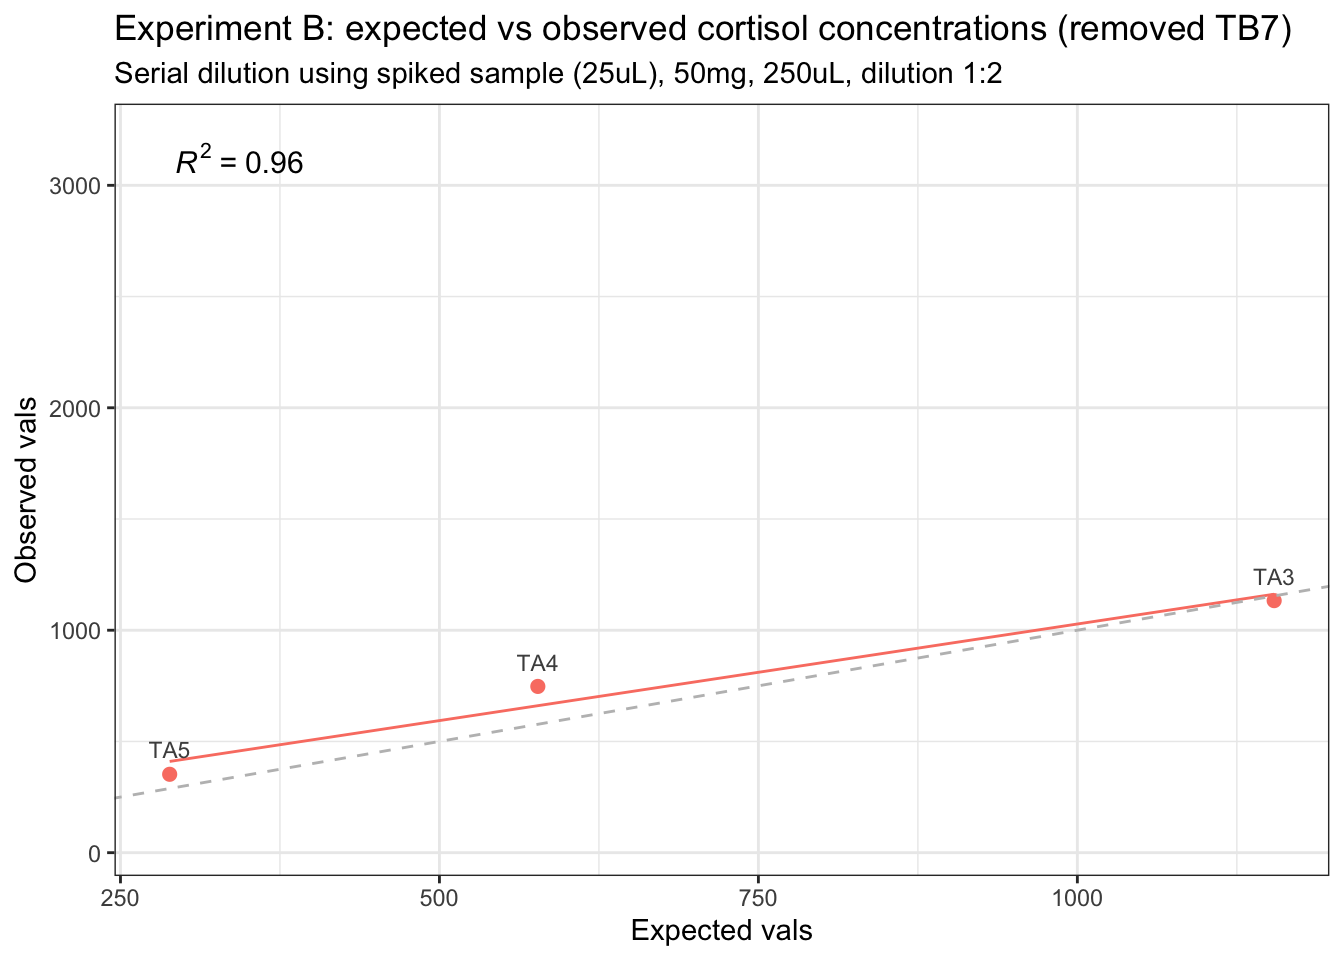 Experiment B: expected vs observed cortisol concentrations (removed TB7)
Serial dilution using spiked sample (25uL), 50mg, 250uL, dilution 1:2
R² = 0.96
3000
2000
1000
0
Observed vals
TA3
TA4
TA5
250
500
750
1000
Expected vals